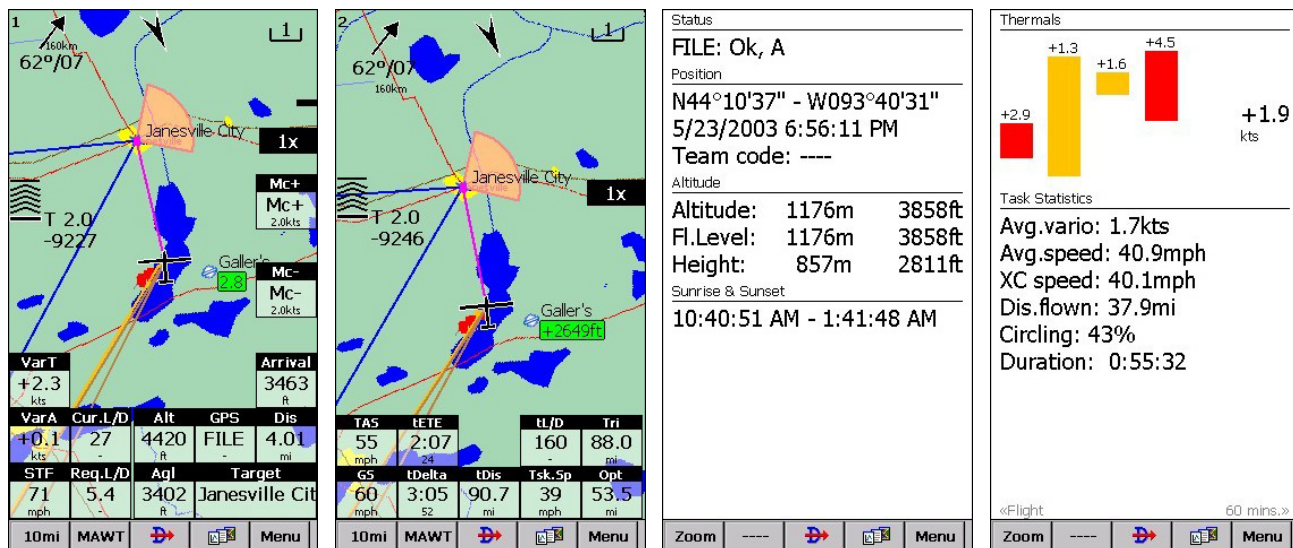 1
160km
62°/07
1
Janesville City
1x
Mc+
Mc+
2.0kts
T 2.0
-9227
Galler's
2.8
Mc-
Mc-
2.0kts
VarT
+2.3
kts
Arrival
3463
ft
VarA Cur.L/D Alt GPS Dis
+0.1 27 4420 FILE 4.01
kts - ft - mi
STF Req.L/D Agl Target
71 5.4 3402 Janesville Cit
mph - ft
10mi MAWT Menu
2
62°/07
160km
1
Janesville City
1x
T 2.0
-9246
Galler's
+2649ft
TAS tETE tL/D Tri
55 2:07 160 88.0
mph 24 - mi
GS tDelta tDis Tsk.Sp Opt
60 3:05 90.7 39 53.5
mph 52 mi mph mi
10mi MAWT Menu
Status
FILE: Ok, A
Position
N44°10'37" - W093°40'31"
5/23/2003 6:56:11 PM
Team code: ----
Altitude
Altitude: 1176m 3858ft
Fl.Level: 1176m 3858ft
Height: 857m 2811ft
Sunrise & Sunset
10:40:51 AM - 1:41:48 AM
Zoom ---- Menu
Thermals
+2.9 +1.3 +1.6 +4.5
+1.9
kts
Task Statistics
Avg.vario: 1.7kts
Avg.speed: 40.9mph
XC speed: 40.1mph
Dis.flown: 37.9mi
Circling: 43%
Duration: 0:55:32
«Flight 60 mins.»
Zoom ---- Menu